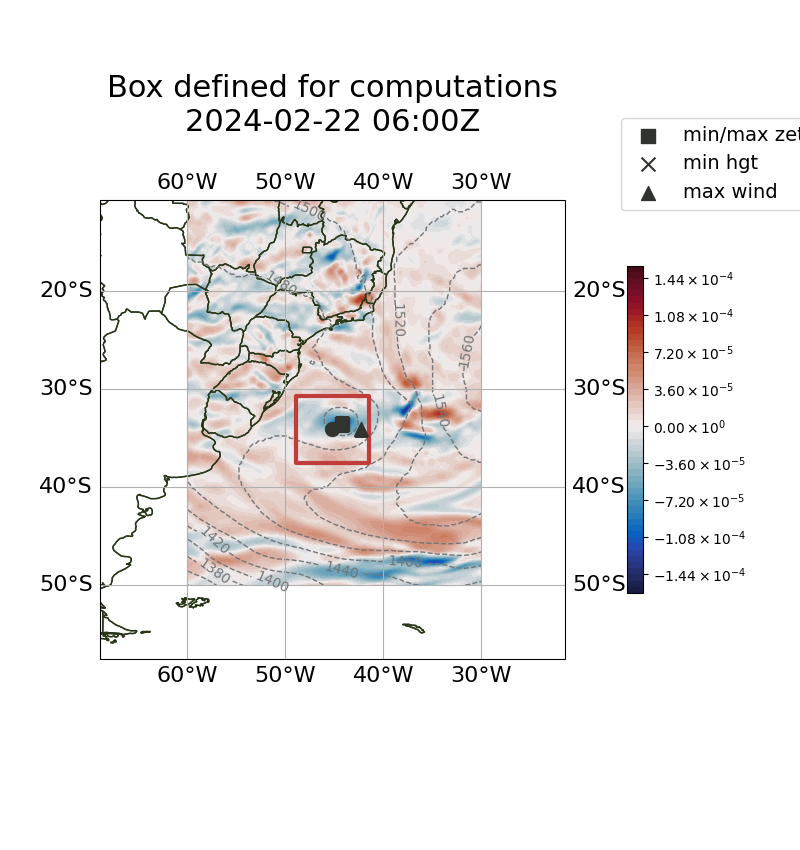 Box defined for computations
2024-02-22 06:00Z
min/max zet
min hgt
max wind
60°W 50°W 40°W 30°W
20°S 20°S
30°S 30°S
40°S 40°S
50°S 50°S
60°W 50°W 40°W 30°W
1500
1480
1520
1560
1420
1380
1400
1440
1.44×10⁻⁴
1.08×10⁻⁴
7.20×10⁻⁵
3.60×10⁻⁵
0.00×10⁰
−3.60×10⁻⁵
−7.20×10⁻⁵
−1.08×10⁻⁴
−1.44×10⁻⁴